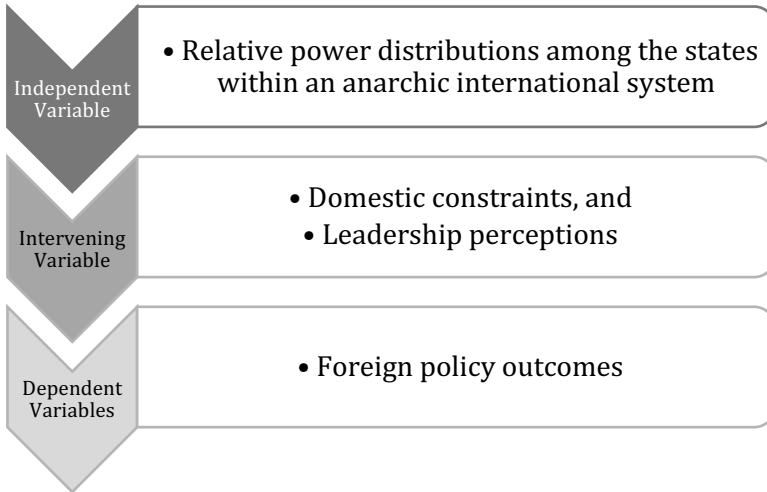 Independent
Variable
• Relative power distributions among the states
within an anarchic international system
Intervening
Variable
• Domestic constraints, and
• Leadership perceptions
Dependent
Variables
• Foreign policy outcomes